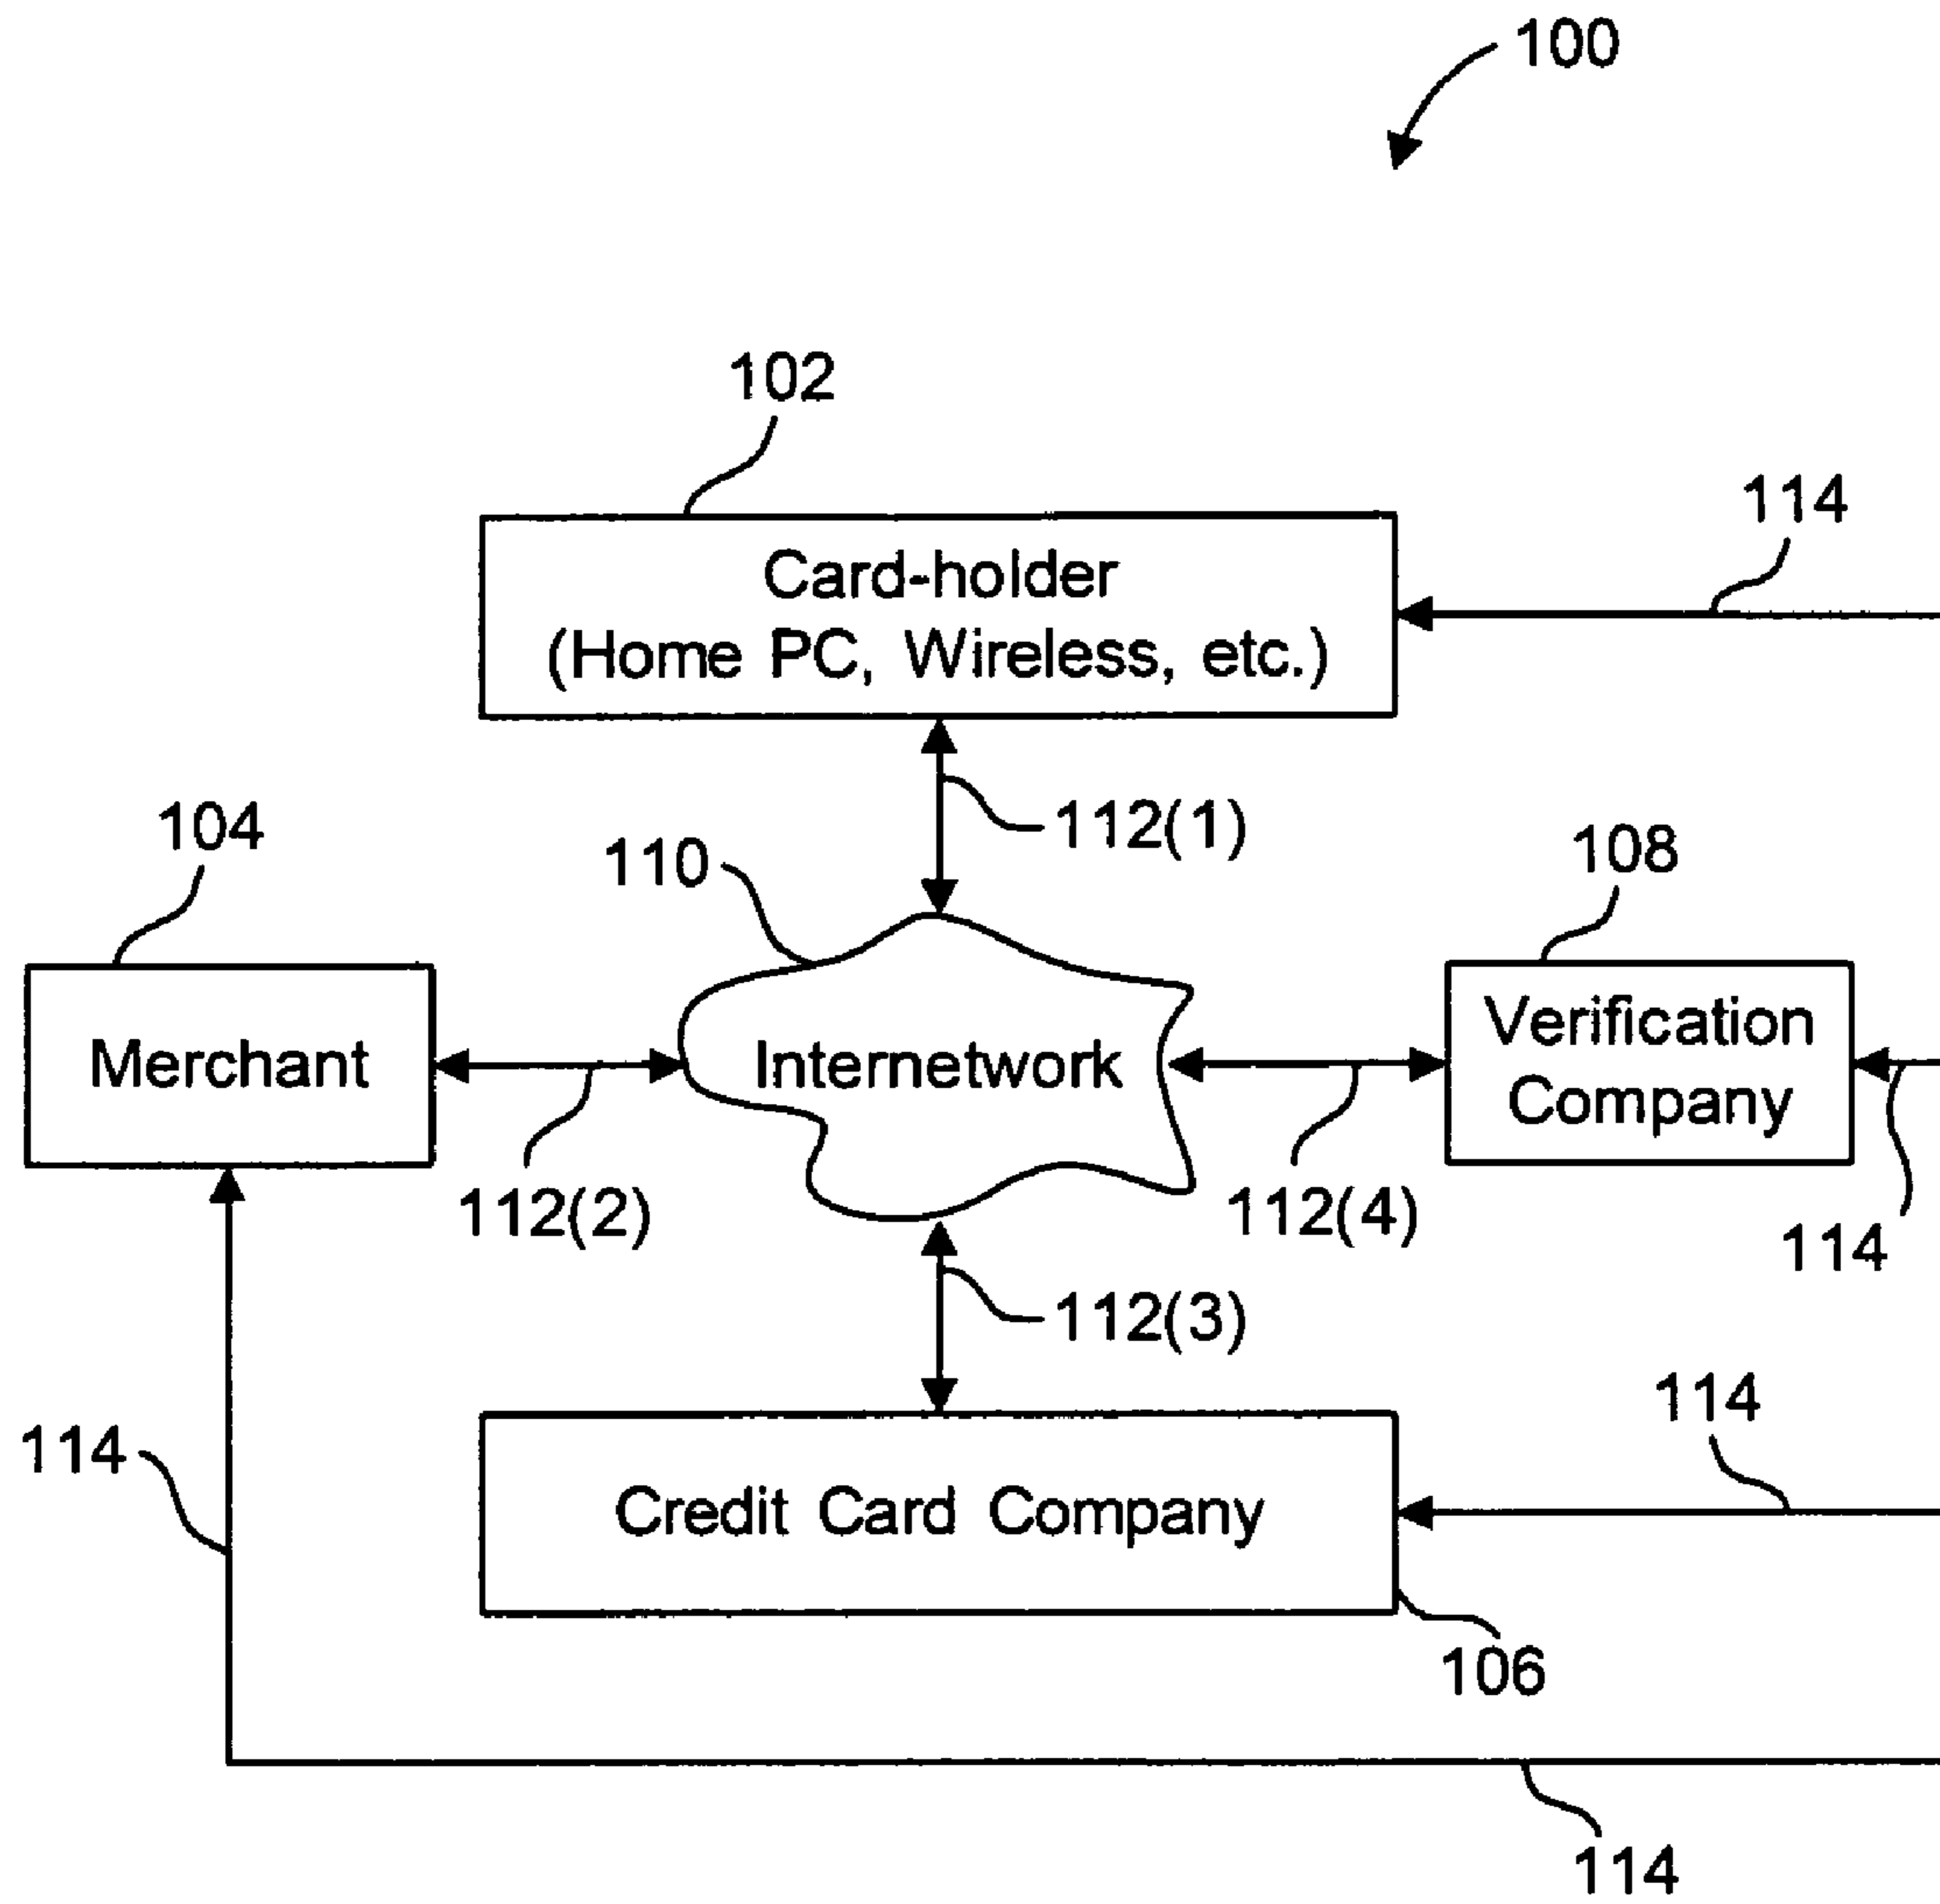 100
102
114
Card-holder
(Home PC, Wireless, etc.)
104
112(1)
110
108
Merchant
Internetwork
Verification
Company
112(2)
112(4)
114
112(3)
114
114
Credit Card Company
106
114